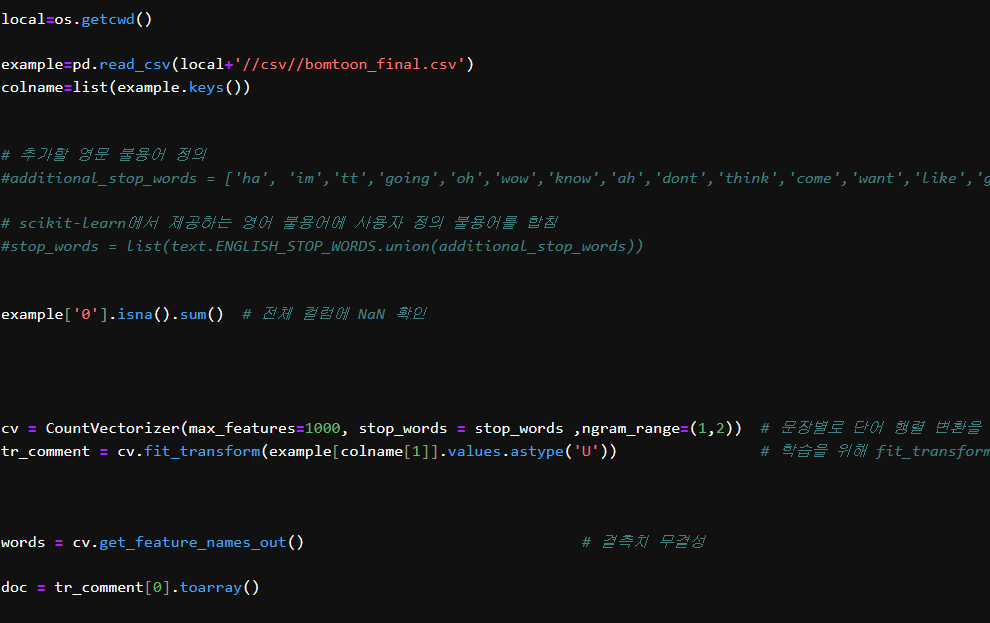 local=os.getcwd()
example=pd.read_csv(local+'//csv//bomtoon_final.csv')
colname=list(example.keys())
# 추가할 영문 불용어 정의
#additional_stop_words = ['ha', 'im','tt','going','oh','wow','know','ah','dont','think','come','want','like','g
# scikit-learn에서 제공하는 영어 불용어에 사용자 정의 불용어를 합침
#stop_words = list(text.ENGLISH_STOP_WORDS.union(additional_stop_words))
example['0'].isna().sum()  # 전체 컬럼에 NaN 확인
cv = CountVectorizer(max_features=1000, stop_words = stop_words ,ngram_range=(1,2))  # 문장별로 단어 행렬 변환을
tr_comment = cv.fit_transform(example[colname[1]].values.astype('U'))                # 학습을 위해 fit_transform
words = cv.get_feature_names_out()                               # 결측치 무결성
doc = tr_comment[0].toarray()